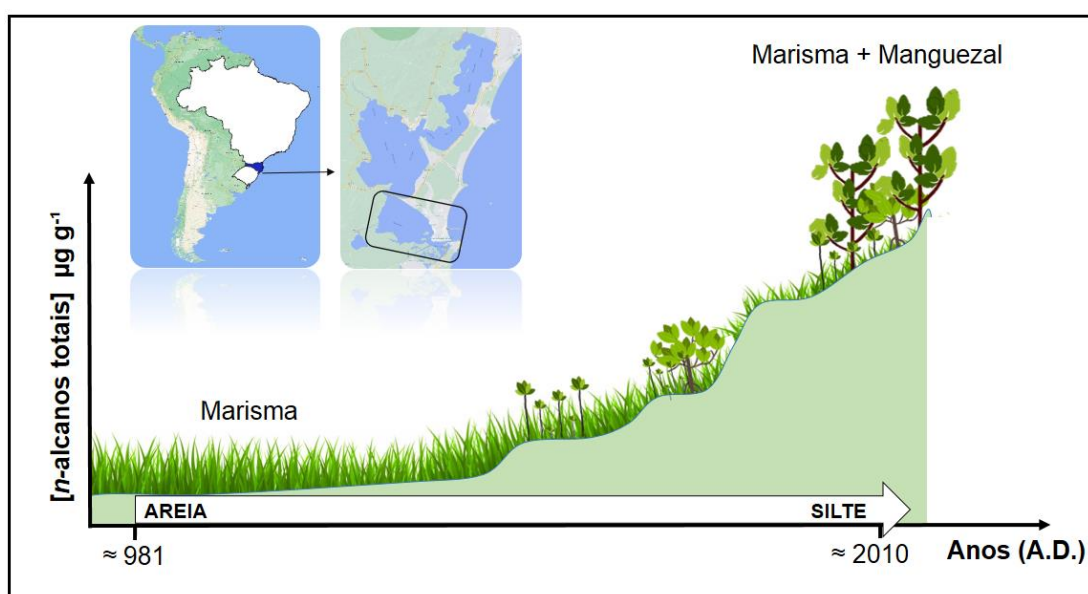 Marisma + Manguezal
[n-alcanos totais] µg g⁻¹
Marisma
AREIA
SILTE
≈ 981
≈ 2010
Anos (A.D.)